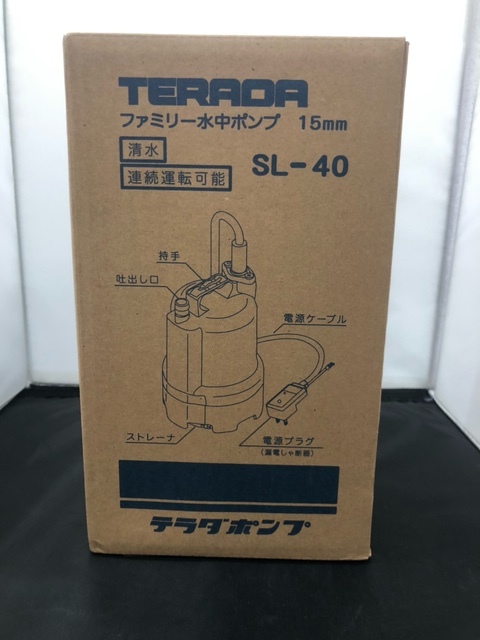 TERADA
ファミリー水中ポンプ 15mm
清水
連続運転可能
SL-40
持手
吐出し口
電源ケーブル
ストレーナ
電源プラグ
(漏電しゃ断器)
テラダポンプ